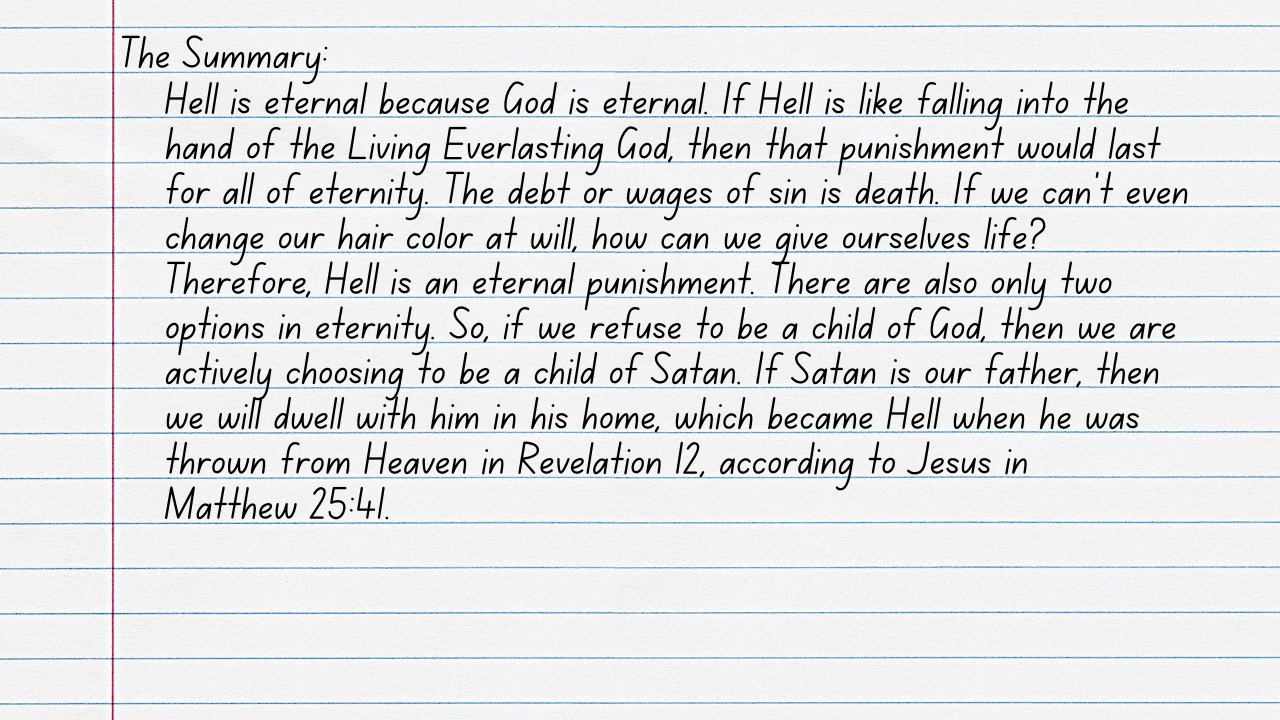 The Summary:
Hell is eternal because God is eternal. If Hell is like falling into the
hand of the Living Everlasting God, then that punishment would last
for all of eternity. The debt or wages of sin is death. If we can't even
change our hair color at will, how can we give ourselves life?
Therefore, Hell is an eternal punishment. There are also only two
options in eternity. So, if we refuse to be a child of God, then we are
actively choosing to be a child of Satan. If Satan is our father, then
we will dwell with him in his home, which became Hell when he was
thrown from Heaven in Revelation 12, according to Jesus in
Matthew 25:41.